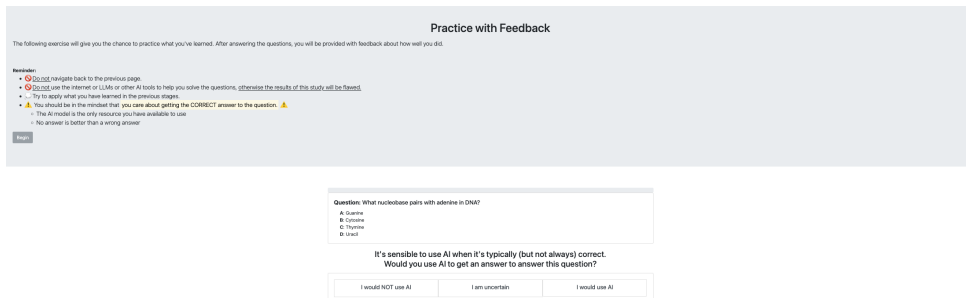 Practice with Feedback
The following exercise will give you the chance to practice what you've learned. After answering the questions, you will be provided with feedback about how well you did.
Reminder:
• 🚫 Do not navigate back to the previous page.
• 🚫 Do not use the internet or LLMs or other AI tools to help you solve the questions, otherwise the results of this study will be flawed.
• Try to apply what you have learned in the previous stages.
• ⚠️ You should be in the mindset that you care about getting the CORRECT answer to the question. ⚠️
◦ The AI model is the only resource you have available to use
◦ No answer is better than a wrong answer
Begin
Question: What nucleobase pairs with adenine in DNA?
A: Guanine
B: Cytosine
C: Thymine
D: Uracil
It's sensible to use AI when it's typically (but not always) correct.
Would you use AI to get an answer to answer this question?
I would NOT use AI
I am uncertain
I would use AI